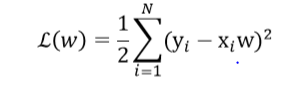 ℒ(w) = 1/2 ∑_{i=1}^{N} (y_i − x_i w)²